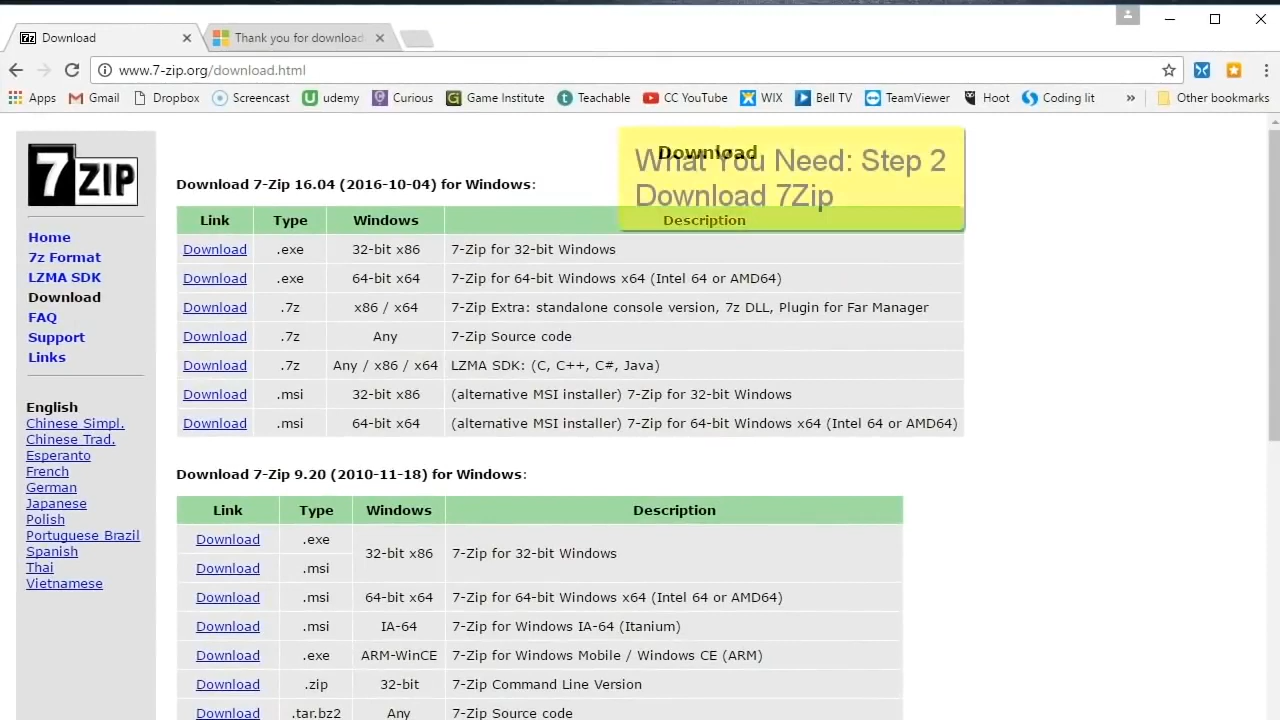 Download
Thank you for download
www.7-zip.org/download.html
Apps Gmail Dropbox Screencast udemy Curious Game Institute Teachable CC YouTube WIX Bell TV TeamViewer Hoot Coding lit » Other bookmarks
7ZIP
Home
7z Format
LZMA SDK
Download
FAQ
Support
Links
English
Chinese Simpl.
Chinese Trad.
Esperanto
French
German
Japanese
Polish
Portuguese Brazil
Spanish
Thai
Vietnamese
Download
What You Need: Step 2
Download 7Zip
Download 7-Zip 16.04 (2016-10-04) for Windows:
Link Type Windows Description
Download .exe 32-bit x86 7-Zip for 32-bit Windows
Download .exe 64-bit x64 7-Zip for 64-bit Windows x64 (Intel 64 or AMD64)
Download .7z x86 / x64 7-Zip Extra: standalone console version, 7z DLL, Plugin for Far Manager
Download .7z Any 7-Zip Source code
Download .7z Any / x86 / x64 LZMA SDK: (C, C++, C#, Java)
Download .msi 32-bit x86 (alternative MSI installer) 7-Zip for 32-bit Windows
Download .msi 64-bit x64 (alternative MSI installer) 7-Zip for 64-bit Windows x64 (Intel 64 or AMD64)
Download 7-Zip 9.20 (2010-11-18) for Windows:
Link Type Windows Description
Download .exe 32-bit x86 7-Zip for 32-bit Windows
Download .msi
Download .msi 64-bit x64 7-Zip for 64-bit Windows x64 (Intel 64 or AMD64)
Download .msi IA-64 7-Zip for Windows IA-64 (Itanium)
Download .exe ARM-WinCE 7-Zip for Windows Mobile / Windows CE (ARM)
Download .zip 32-bit 7-Zip Command Line Version
Download .tar.bz2 Any 7-Zip Source code